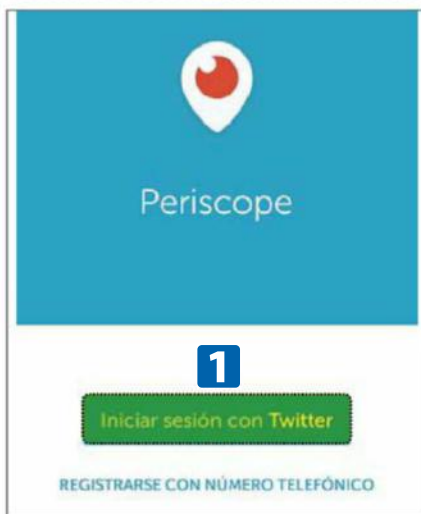 Periscope
1
Iniciar sesión con Twitter
REGISTRARSE CON NÚMERO TELEFÓNICO